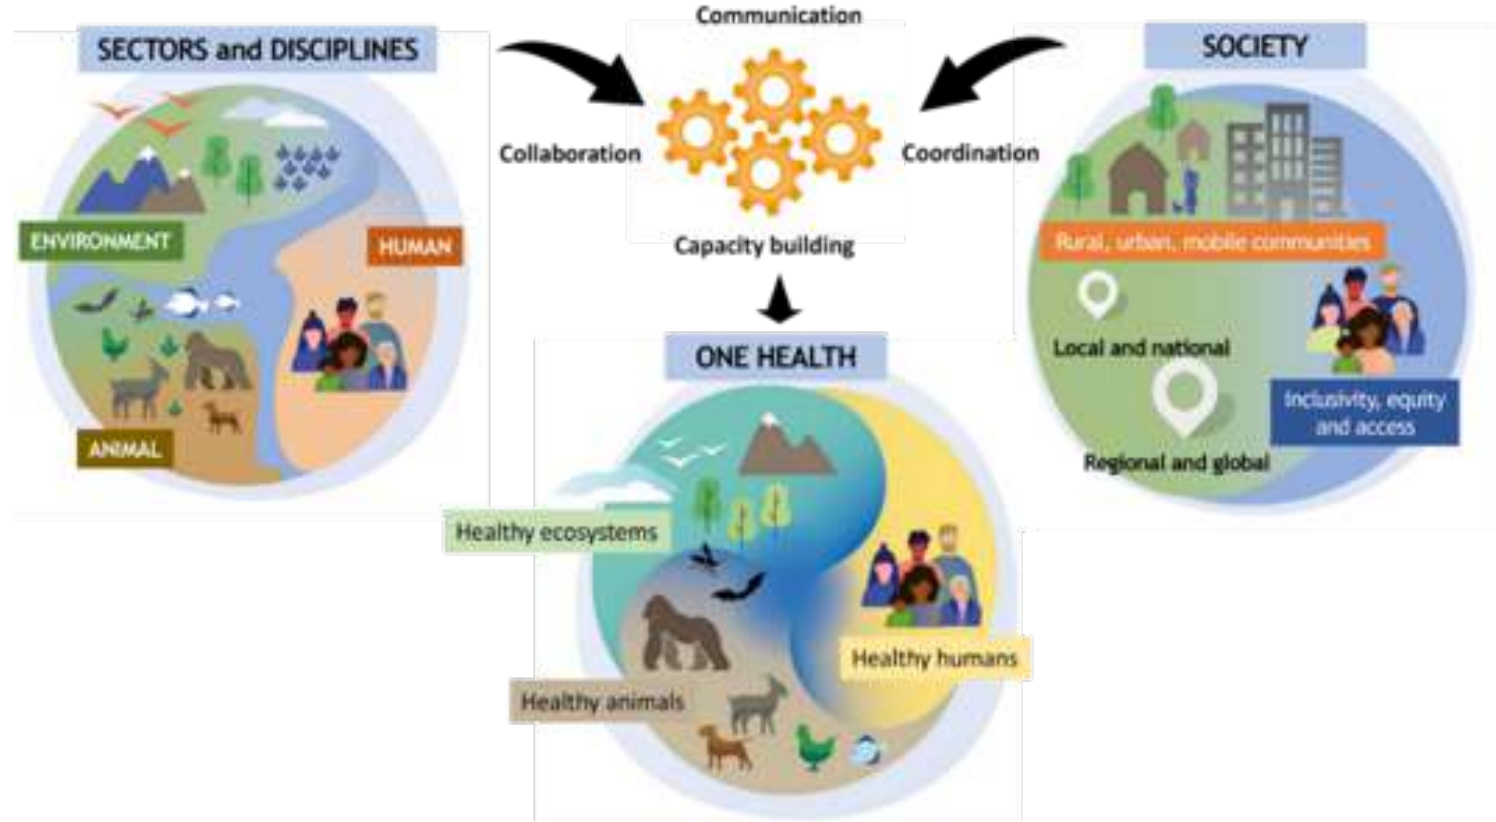 SECTORS and DISCIPLINES
ENVIRONMENT
HUMAN
ANIMAL
Communication
Collaboration
Coordination
Capacity building
SOCIETY
Rural, urban, mobile communities
Local and national
Regional and global
Inclusivity, equity
and access
ONE HEALTH
Healthy ecosystems
Healthy humans
Healthy animals